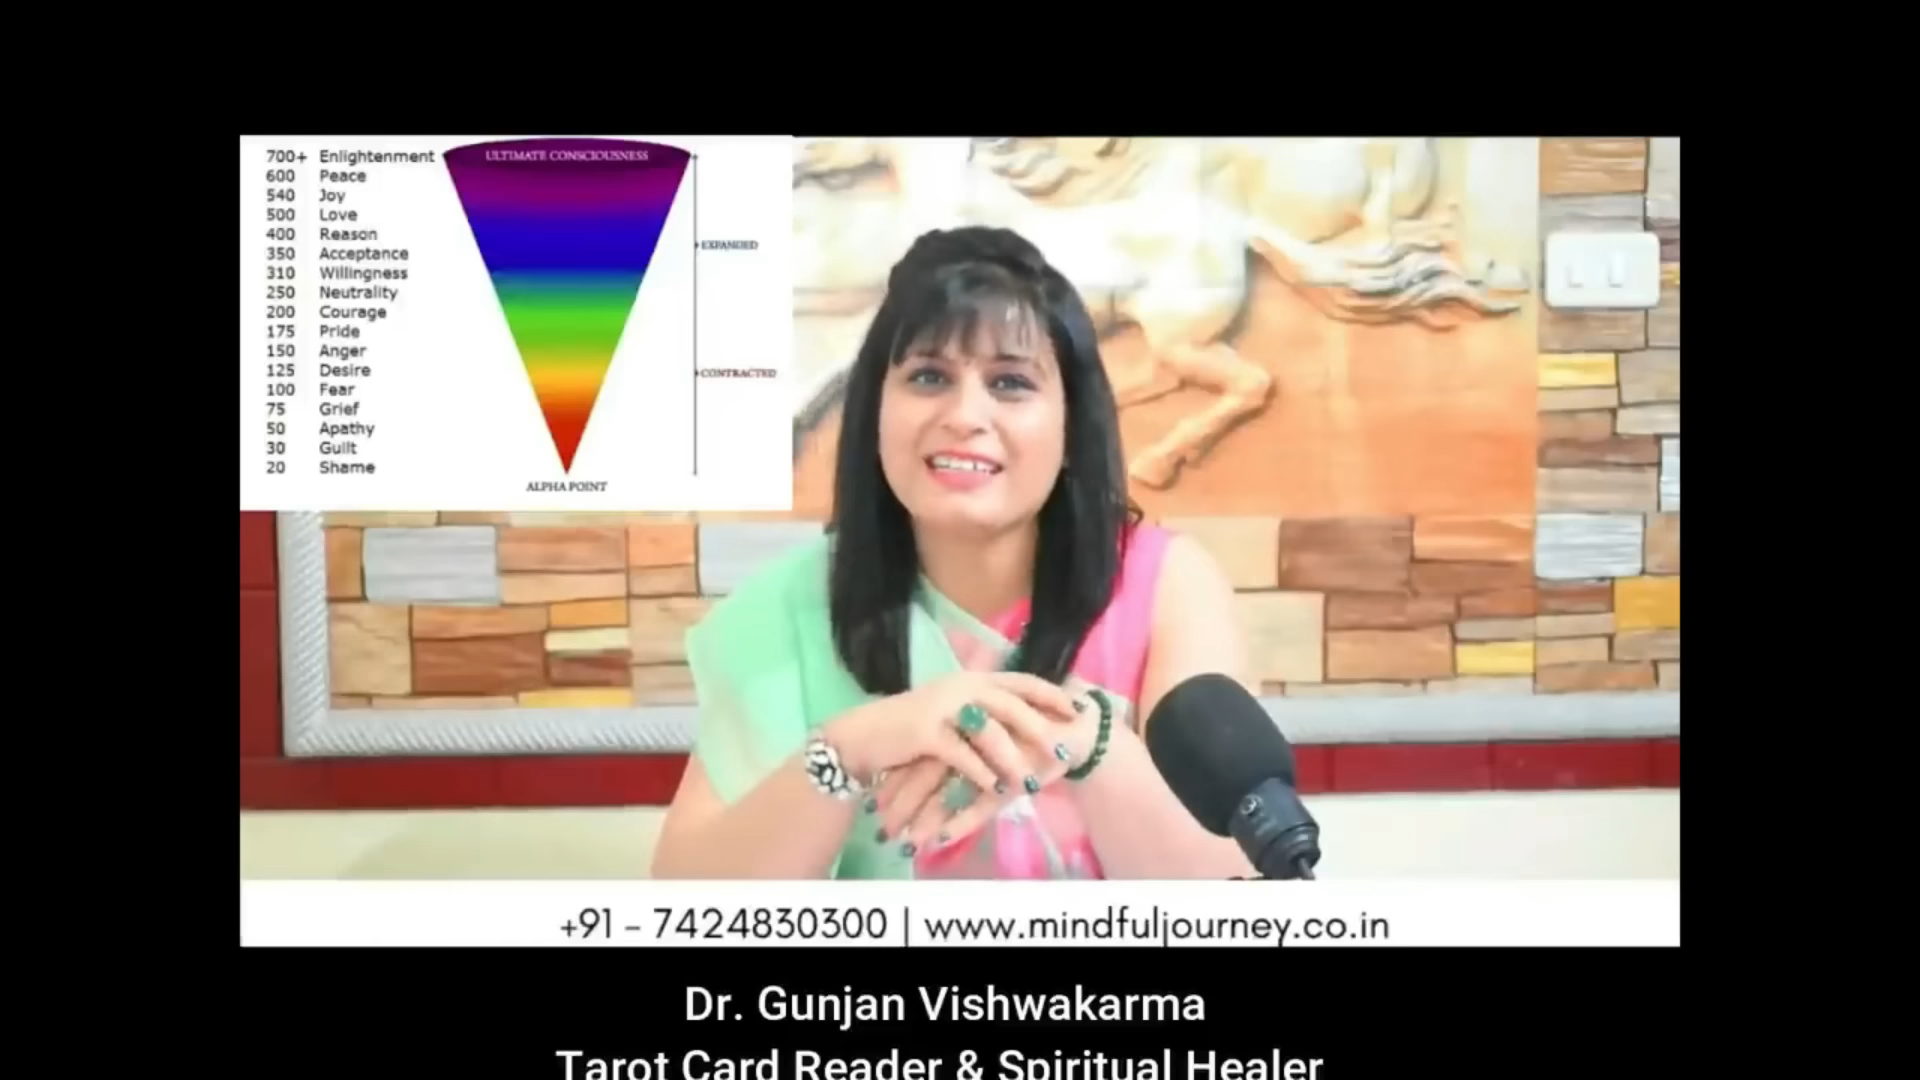 700+ Enlightenment
600 Peace
540 Joy
500 Love
400 Reason
350 Acceptance
310 Willingness
250 Neutrality
200 Courage
175 Pride
150 Anger
125 Desire
100 Fear
75 Grief
50 Apathy
30 Guilt
20 Shame
ULTIMATE CONSCIOUSNESS
EXPANDED
CONTRACTED
ALPHA POINT
+91 - 7424830300 | www.mindfuljourney.co.in
Dr. Gunjan Vishwakarma
Tarot Card Reader & Spiritual Healer